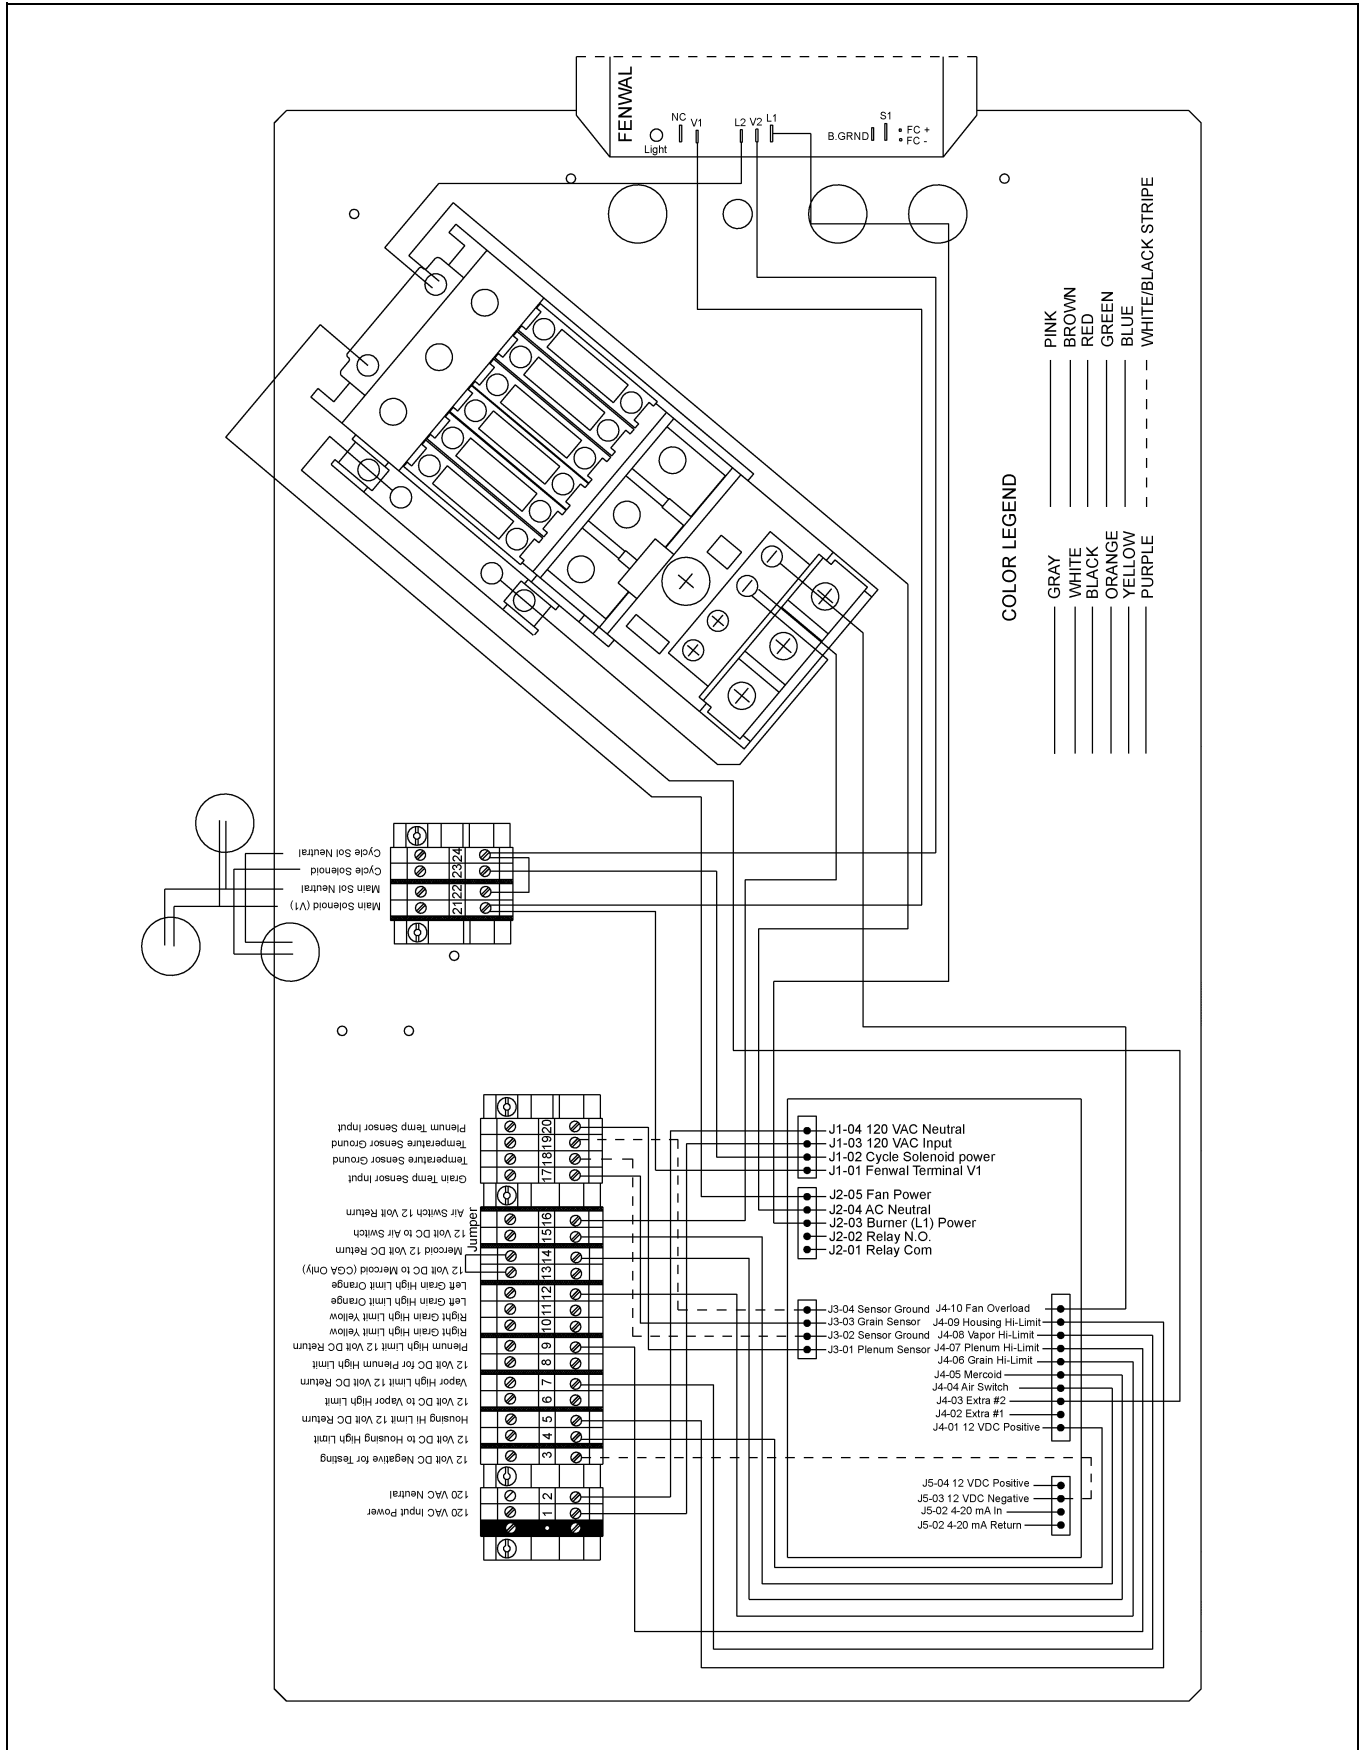 FENWAL
Light
NC
V1
L2
V2
L1
B.GRND
S1
FC +
FC -
COLOR LEGEND
PINK
BROWN
RED
GREEN
BLUE
WHITE/BLACK STRIPE
GRAY
WHITE
BLACK
ORANGE
YELLOW
PURPLE
Cycle Sol Neutral
Cycle Solenoid
Main Sol Neutral
Main Solenoid (V1)
24
23
22
21
Plenum Temp Sensor Input
Temperature Sensor Ground
Temperature Sensor Ground
Grain Temp Sensor Input
Air Switch 12 Volt Return
12 Volt DC to Air Switch
Mercoid 12 Volt DC Return
12 Volt DC to Mercoid (CGA Only)
Jumper
Left Grain High Limit Orange
Left Grain High Limit Orange
Right Grain High Limit Yellow
Right Grain High Limit Yellow
Plenum High Limit 12 Volt DC Return
12 Volt DC for Plenum High Limit
Vapor High Limit 12 Volt DC Return
12 Volt DC to Vapor High Limit
Housing Hi Limit 12 Volt DC Return
12 Volt DC to Housing High Limit
12 Volt DC Negative for Testing
120 VAC Neutral
120 VAC Input Power
20
19
18
17
16
15
14
13
12
11
10
9
8
7
6
5
4
3
2
1
J1-04 120 VAC Neutral
J1-03 120 VAC Input
J1-02 Cycle Solenoid power
J1-01 Fenwal Terminal V1
J2-05 Fan Power
J2-04 AC Neutral
J2-03 Burner (L1) Power
J2-02 Relay N.O.
J2-01 Relay Com
J3-04 Sensor Ground
J3-03 Grain Sensor
J3-02 Sensor Ground
J3-01 Plenum Sensor
J4-10 Fan Overload
J4-09 Housing Hi-Limit
J4-08 Vapor Hi-Limit
J4-07 Plenum Hi-Limit
J4-06 Grain Hi-Limit
J4-05 Mercoid
J4-04 Air Switch
J4-03 Extra #2
J4-02 Extra #1
J4-01 12 VDC Positive
J5-04 12 VDC Positive
J5-03 12 VDC Negative
J5-02 4-20 mA In
J5-02 4-20 mA Return